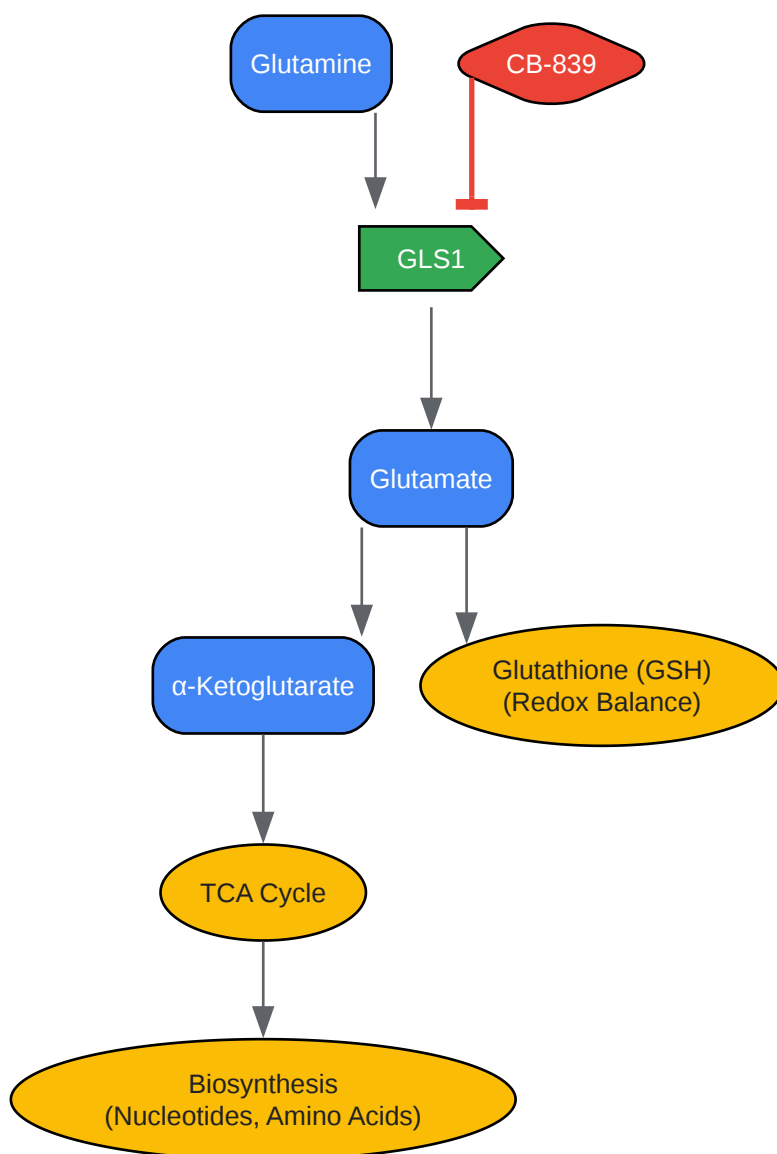 Glutamine
CB-839
GLS1
Glutamate
α-Ketoglutarate
Glutathione (GSH)
(Redox Balance)
TCA Cycle
Biosynthesis
(Nucleotides, Amino Acids)